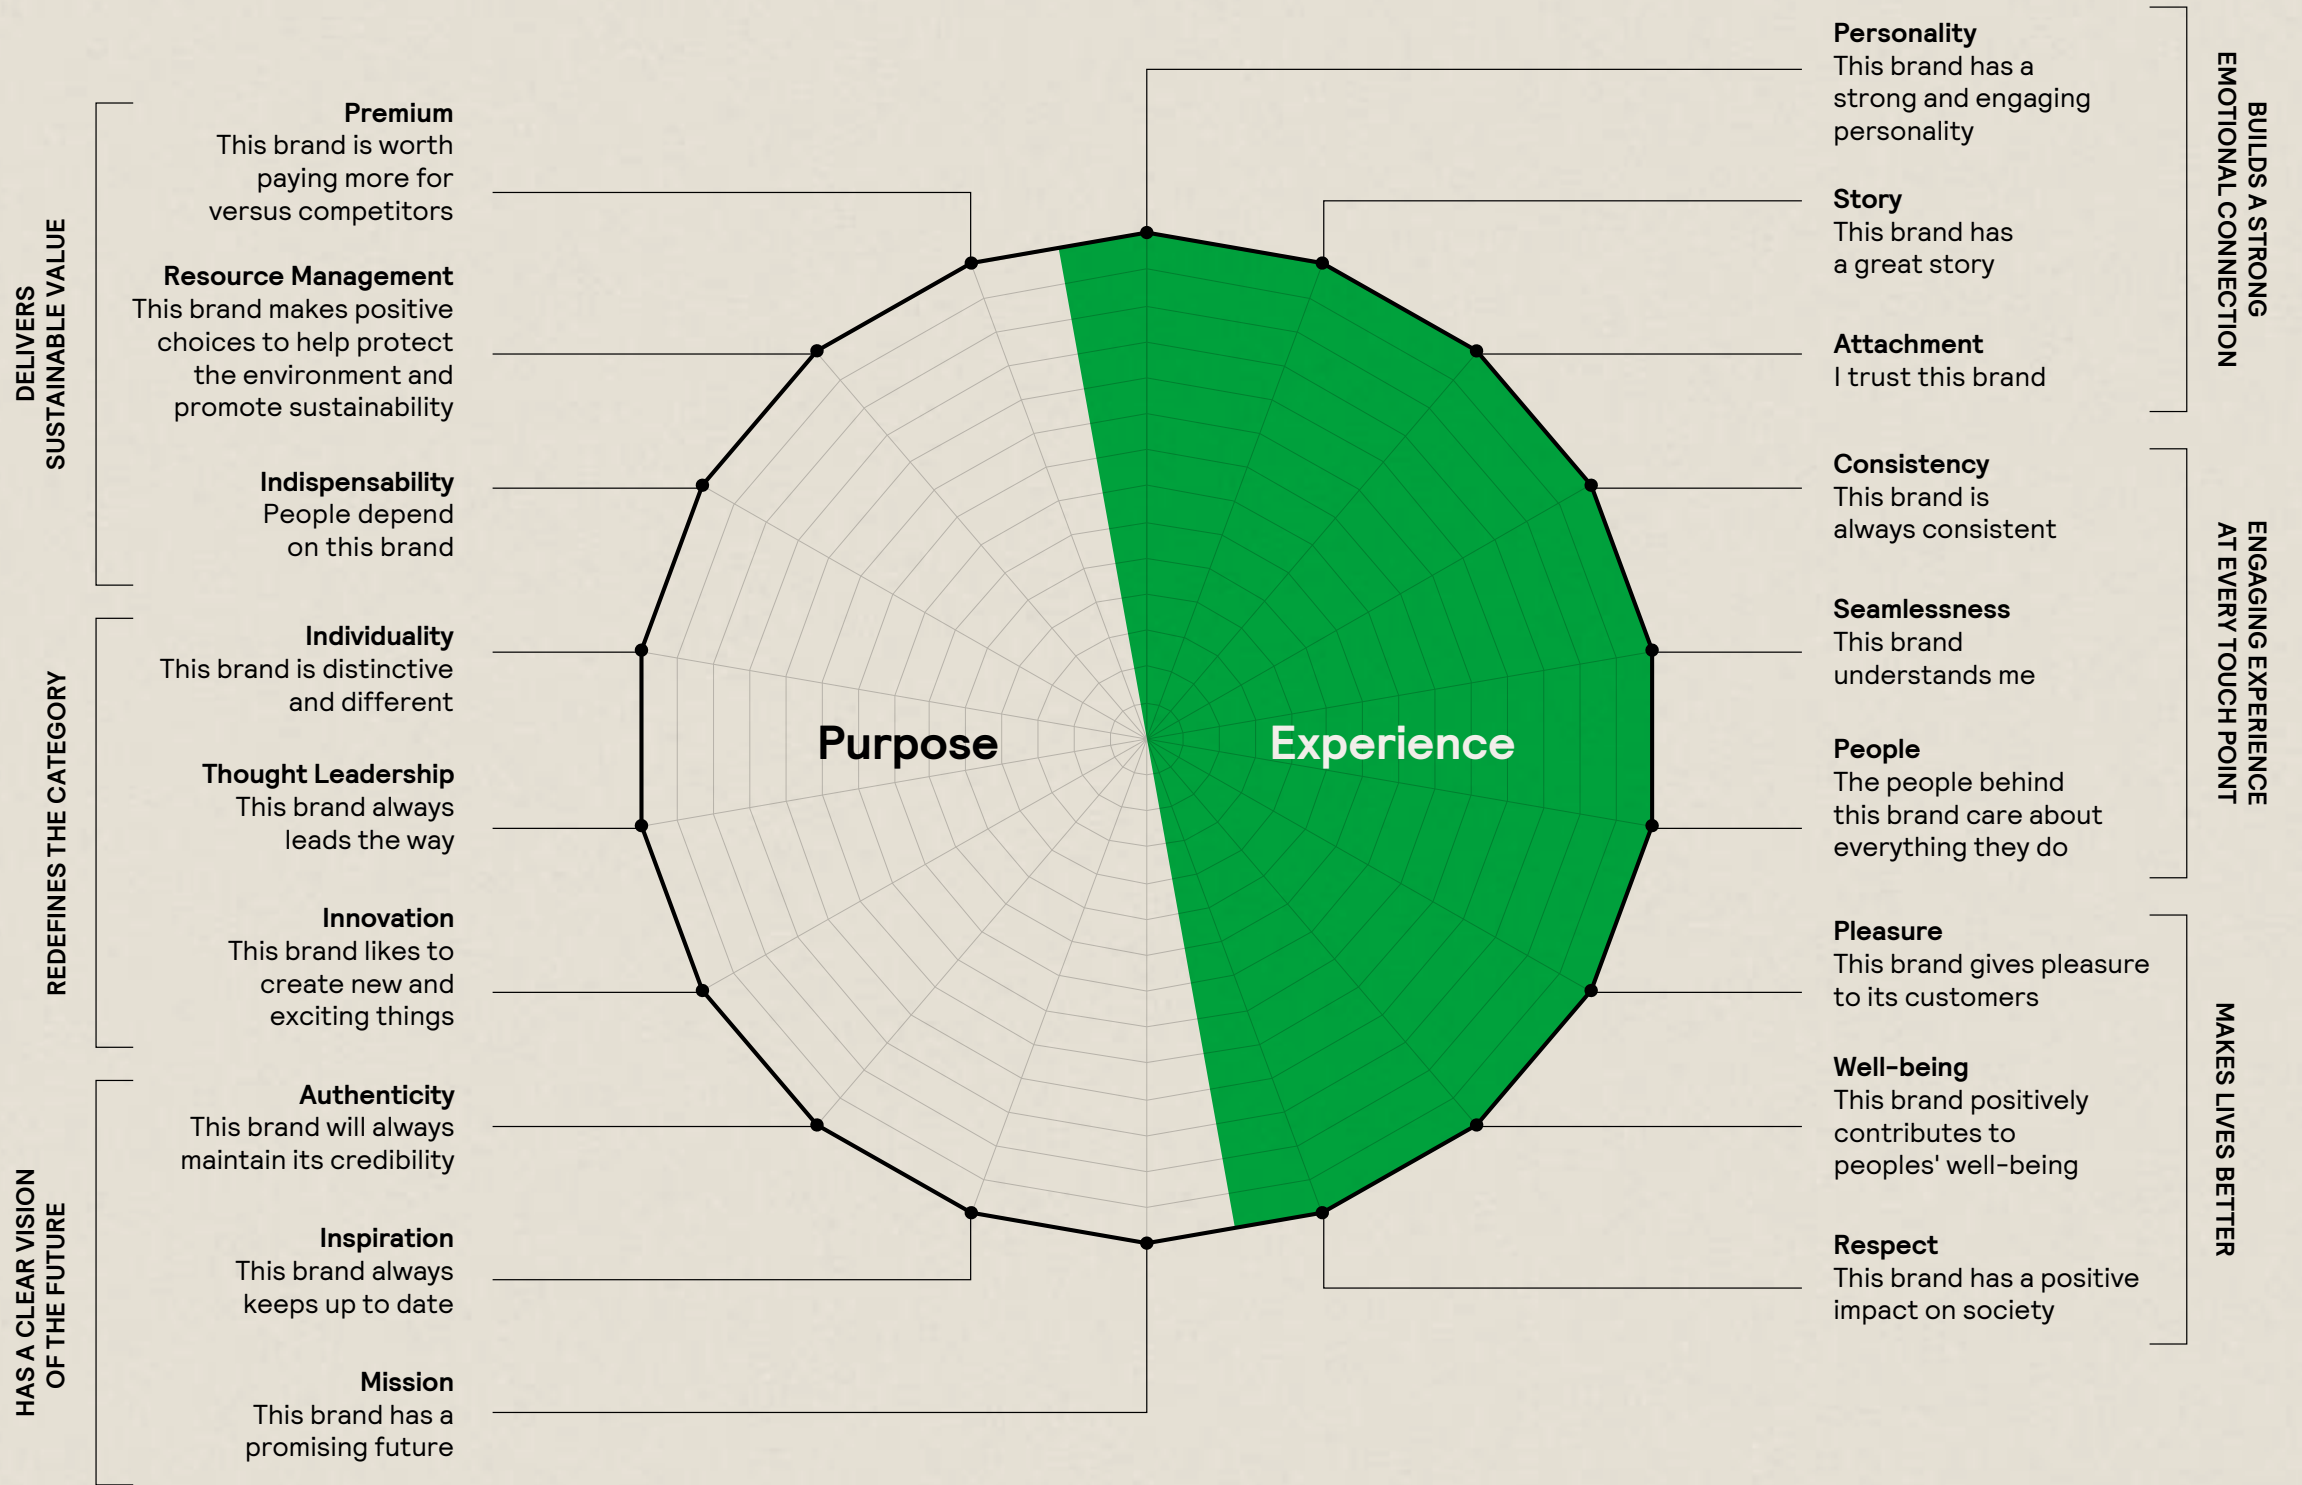 DELIVERS
SUSTAINABLE VALUE
Premium
This brand is worth
paying more for
versus competitors
Resource Management
This brand makes positive
choices to help protect
the environment and
promote sustainability
Indispensability
People depend
on this brand
REDEFINES THE CATEGORY
Individuality
This brand is distinctive
and different
Thought Leadership
This brand always
leads the way
Innovation
This brand likes to
create new and
exciting things
HAS A CLEAR VISION
OF THE FUTURE
Authenticity
This brand will always
maintain its credibility
Inspiration
This brand always
keeps up to date
Mission
This brand has a
promising future
Purpose
Experience
Personality
This brand has a
strong and engaging
personality
Story
This brand has
a great story
Attachment
I trust this brand
BUILDS A STRONG
EMOTIONAL CONNECTION
Consistency
This brand is
always consistent
Seamlessness
This brand
understands me
People
The people behind
this brand care about
everything they do
ENGAGING EXPERIENCE
AT EVERY TOUCH POINT
Pleasure
This brand gives pleasure
to its customers
Well-being
This brand positively
contributes to
peoples' well-being
Respect
This brand has a positive
impact on society
MAKES LIVES BETTER